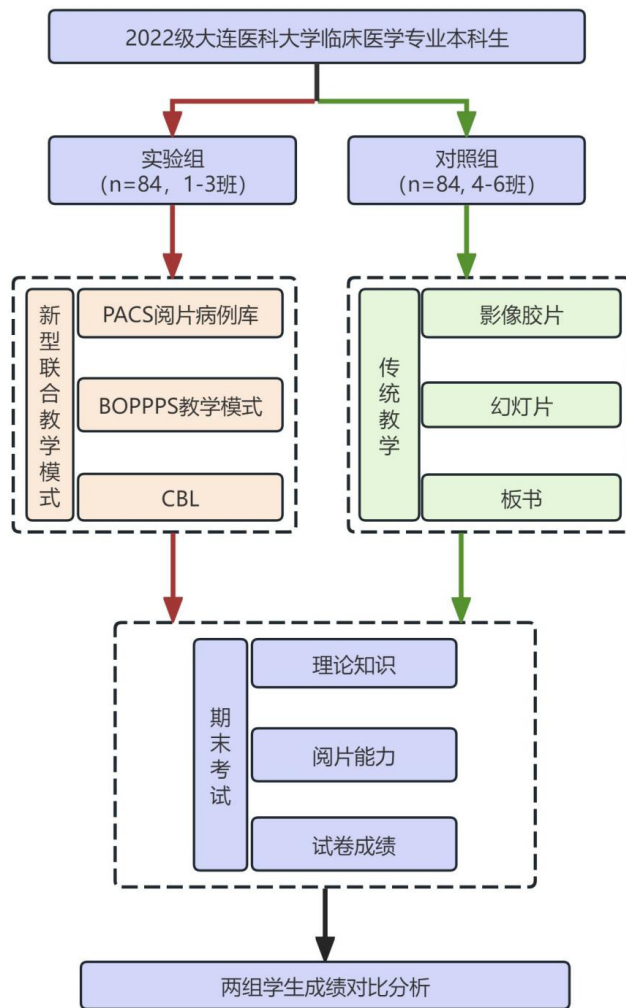 2022级大连医科大学临床医学专业本科生
实验组
(n=84，1-3班)
对照组
(n=84, 4-6班)
新型联合教学模式
PACS阅片病例库
BOPPPS教学模式
CBL
传统教学
影像胶片
幻灯片
板书
期末考试
理论知识
阅片能力
试卷成绩
两组学生成绩对比分析